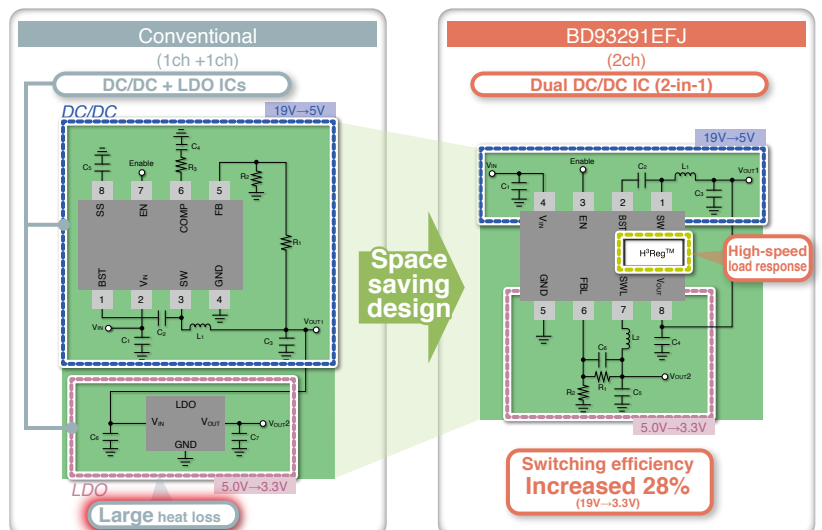 Conventional
(1ch +1ch)
DC/DC + LDO ICs
DC/DC
19V→5V
C5
C4
R3
Enable
R2
8
7
6
5
SS
EN
COMP
FB
R1
BST
VIN
SW
GND
1
2
3
4
VIN
C1
C2
L1
C3
VOUT1
LDO
VIN
VOUT
GND
C6
C7
VOUT2
LDO
5.0V→3.3V
Large heat loss
Space
saving
design
BD93291EFJ
(2ch)
Dual DC/DC IC (2-in-1)
19V→5V
VIN
C1
Enable
C2
L1
C3
VOUT1
4
3
2
1
VIN
EN
BST
SW
H³Reg™
High-speed
load response
GND
FBL
SWL
VOUT
5
6
7
8
L2
C4
C6
R1
R2
C5
VOUT2
5.0V→3.3V
Switching efficiency
Increased 28%
(19V→3.3V)